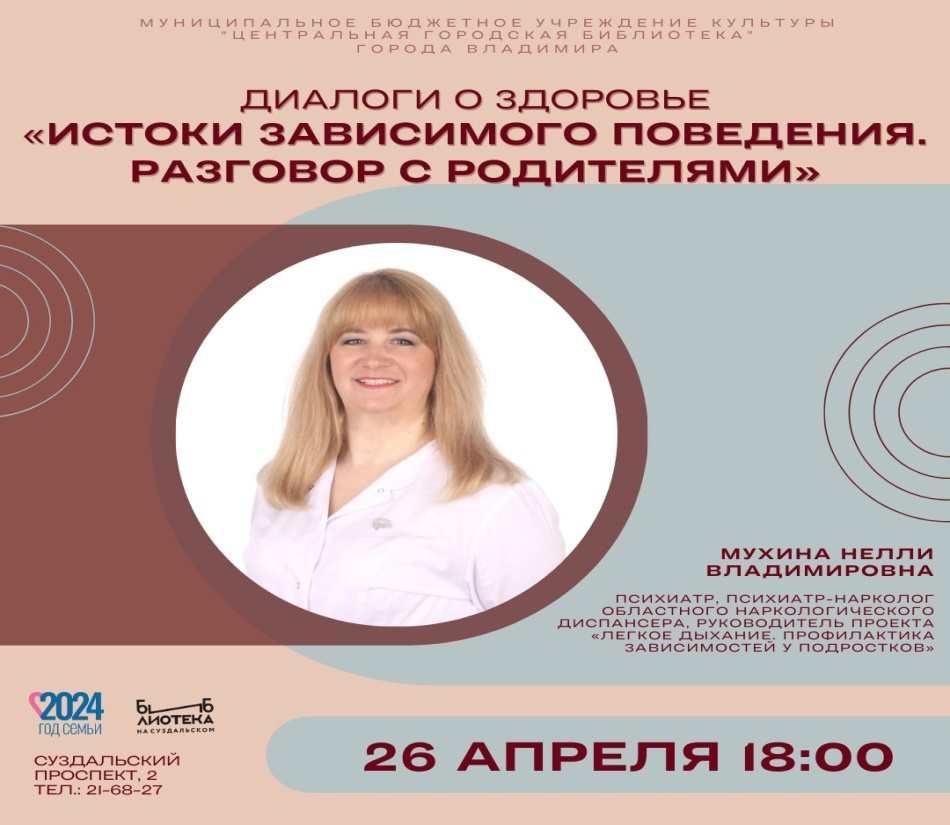 МУНИЦИПАЛЬНОЕ БЮДЖЕТНОЕ УЧРЕЖДЕНИЕ КУЛЬТУРЫ
"ЦЕНТРАЛЬНАЯ ГОРОДСКАЯ БИБЛИОТЕКА"
ГОРОДА ВЛАДИМИРА
ДИАЛОГИ О ЗДОРОВЬЕ
«ИСТОКИ ЗАВИСИМОГО ПОВЕДЕНИЯ.
РАЗГОВОР С РОДИТЕЛЯМИ»
МУХИНА НЕЛЛИ
ВЛАДИМИРОВНА
ПСИХИАТР, ПСИХИАТР-НАРКОЛОГ
ОБЛАСТНОГО НАРКОЛОГИЧЕСКОГО
ДИСПАНСЕРА, РУКОВОДИТЕЛЬ ПРОЕКТА
«ЛЕГКОЕ ДЫХАНИЕ. ПРОФИЛАКТИКА
ЗАВИСИМОСТЕЙ У ПОДРОСТКОВ»
2024
ГОД СЕМЬИ
БИБ
ЛИОТЕКА
НА СУЗДАЛЬСКОМ
СУЗДАЛЬСКИЙ
ПРОСПЕКТ, 2
ТЕЛ.: 21-68-27
26 АПРЕЛЯ 18:00